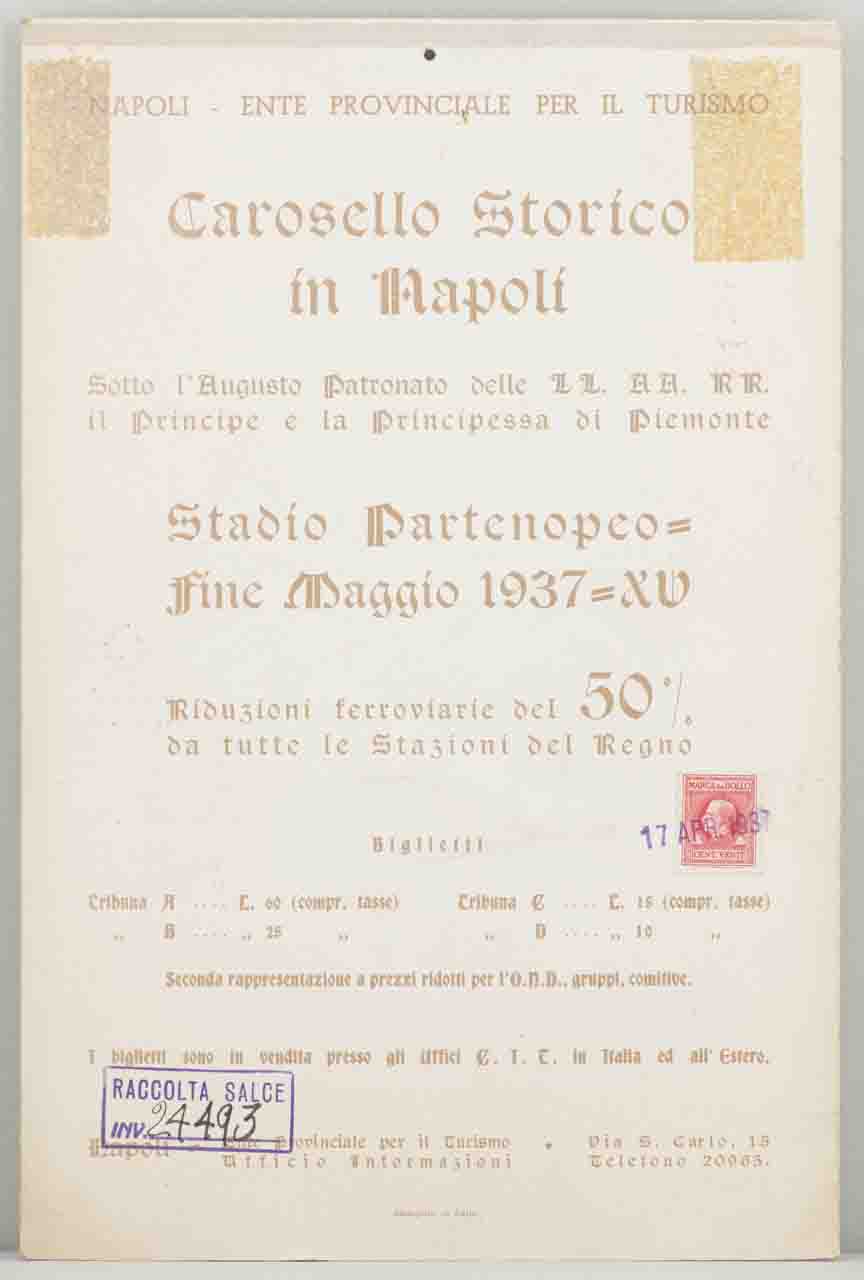 NAPOLI - ENTE PROVINCIALE PER IL TURISMO
Carosello Storico
in Napoli
Sotto l'Augusto Patronato delle LL. AA. RR.
il Principe e la Principessa di Piemonte
Stadio Partenopeo=
Fine Maggio 1937=XV
Riduzioni ferroviarie del 50%
da tutte le Stazioni del Regno
MARCA DA BOLLO
17 APR. 1937
CENT. VENTI
Biglietti
Tribuna A .... L. 60 (compr. tasse) Tribuna C .... L. 15 (compr. tasse)
„ B .... „ 25 „ „ D .... „ 10 „
Seconda rappresentazione a prezzi ridotti per l'O.N.D., gruppi, comitive.
I biglietti sono in vendita presso gli Uffici C. I. T. in Italia ed all'Estero.
RACCOLTA SALCE
INV. 24493
Napoli - Ente Provinciale per il Turismo • Via S. Carlo, 15
Ufficio Informazioni Telefono 20965.